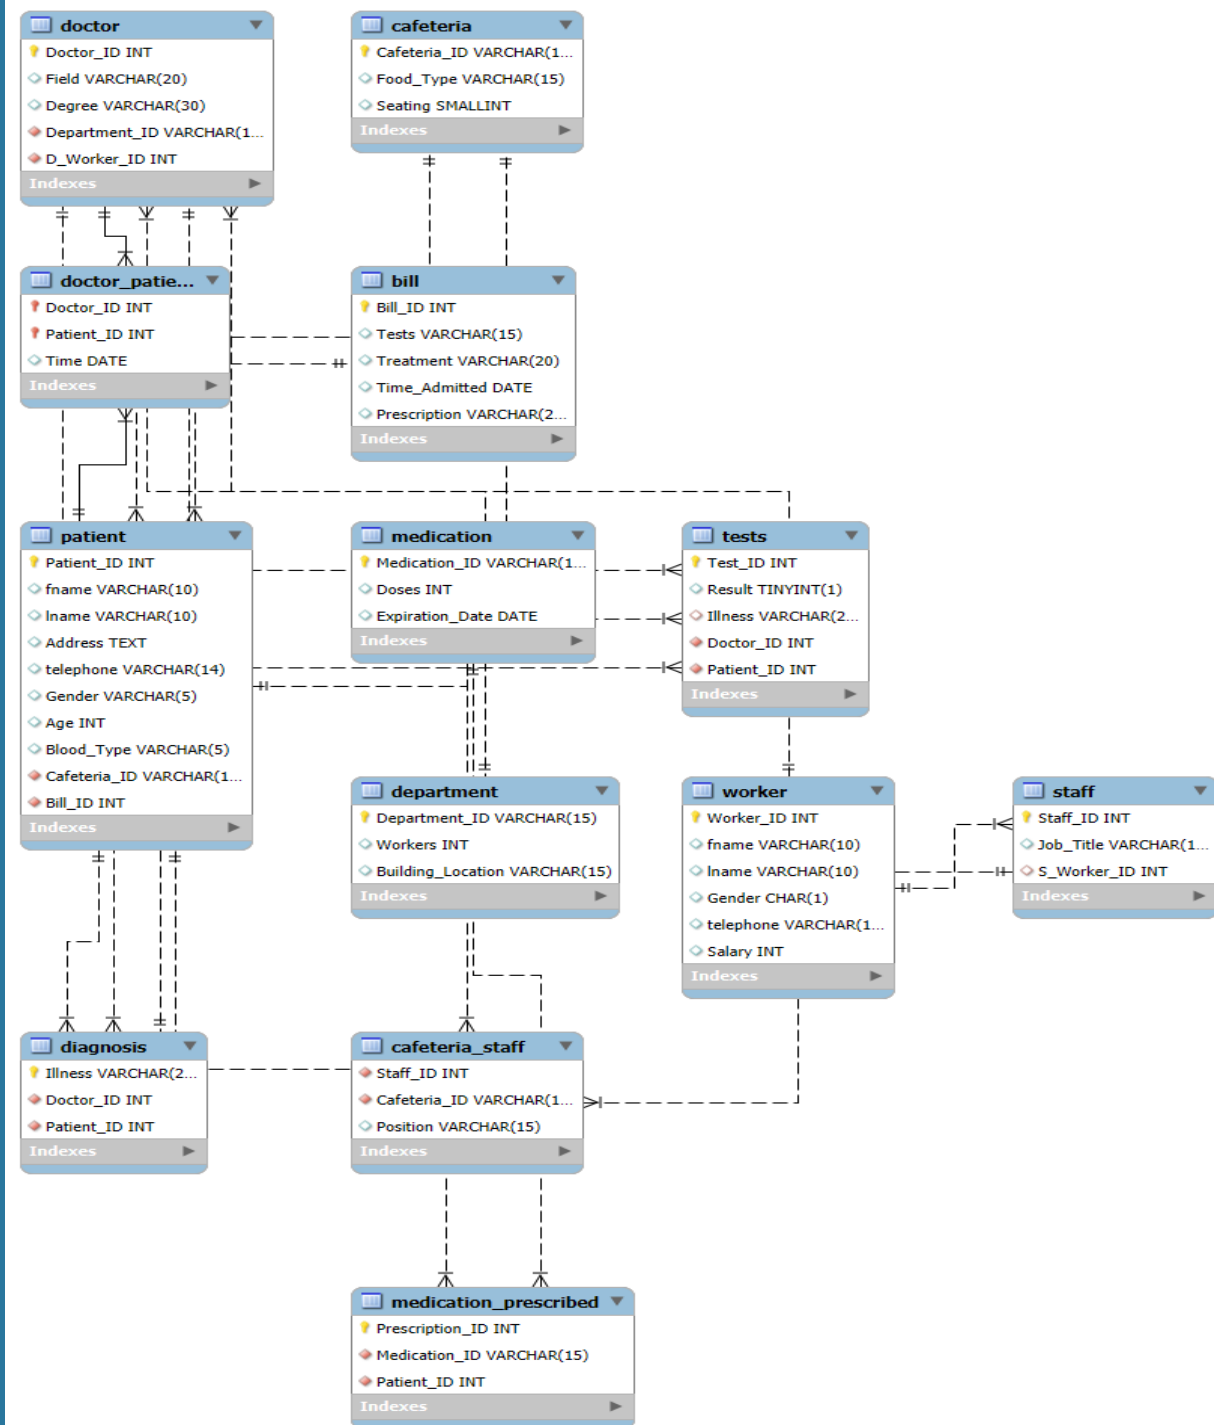 doctor
Doctor_ID INT
Field VARCHAR(20)
Degree VARCHAR(30)
Department_ID VARCHAR(1...
D_Worker_ID INT
Indexes
cafeteria
Cafeteria_ID VARCHAR(1...
Food_Type VARCHAR(15)
Seating SMALLINT
Indexes
doctor_patie...
Doctor_ID INT
Patient_ID INT
Time DATE
Indexes
bill
Bill_ID INT
Tests VARCHAR(15)
Treatment VARCHAR(20)
Time_Admitted DATE
Prescription VARCHAR(2...
Indexes
patient
Patient_ID INT
fname VARCHAR(10)
lname VARCHAR(10)
Address TEXT
telephone VARCHAR(14)
Gender VARCHAR(5)
Age INT
Blood_Type VARCHAR(5)
Cafeteria_ID VARCHAR(1...
Bill_ID INT
Indexes
medication
Medication_ID VARCHAR(1...
Doses INT
Expiration_Date DATE
Indexes
tests
Test_ID INT
Result TINYINT(1)
Illness VARCHAR(2...
Doctor_ID INT
Patient_ID INT
Indexes
department
Department_ID VARCHAR(15)
Workers INT
Building_Location VARCHAR(15)
Indexes
worker
Worker_ID INT
fname VARCHAR(10)
lname VARCHAR(10)
Gender CHAR(1)
telephone VARCHAR(1...
Salary INT
Indexes
staff
Staff_ID INT
Job_Title VARCHAR(1...
S_Worker_ID INT
Indexes
diagnosis
Illness VARCHAR(2...
Doctor_ID INT
Patient_ID INT
Indexes
cafeteria_staff
Staff_ID INT
Cafeteria_ID VARCHAR(1...
Position VARCHAR(15)
Indexes
medication_prescribed
Prescription_ID INT
Medication_ID VARCHAR(15)
Patient_ID INT
Indexes